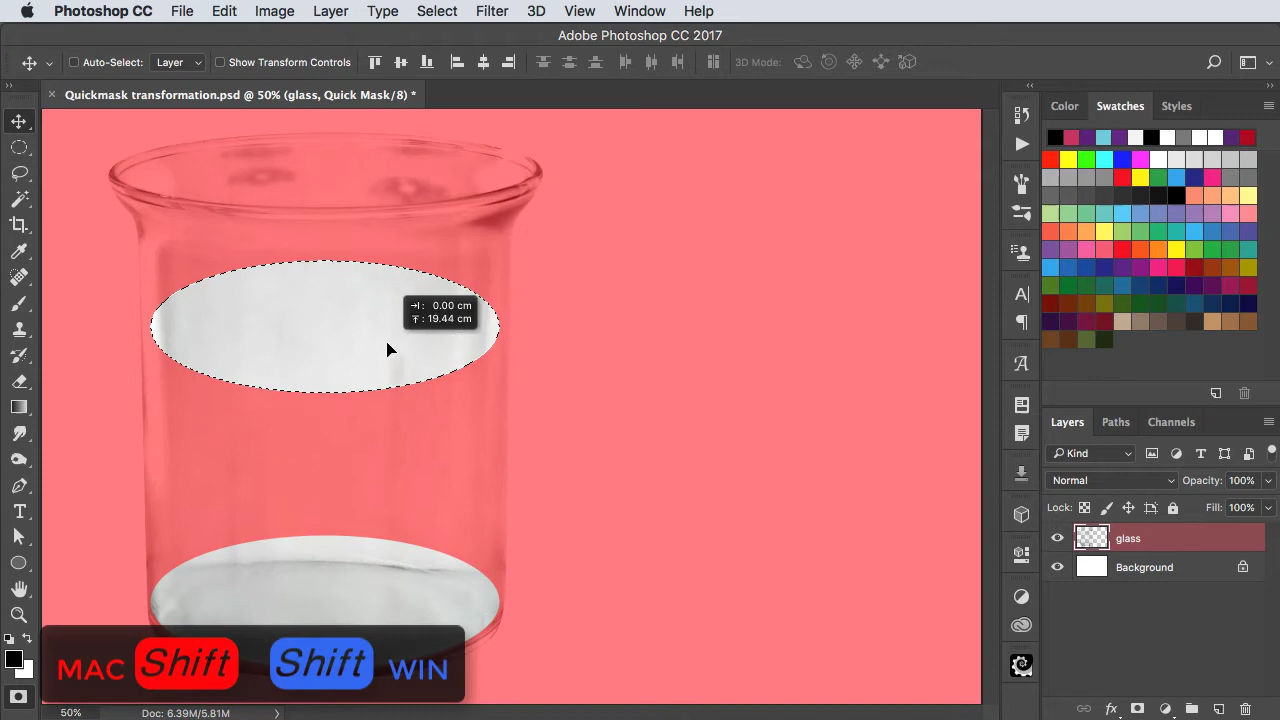 Photoshop CC File Edit Image Layer Type Select Filter 3D View Window Help
Adobe Photoshop CC 2017
Auto-Select: Layer Show Transform Controls 3D Mode:
× Quickmask transformation.psd @ 50% (glass, Quick Mask/8) *
Color Swatches Styles
0.00 cm
: 19.44 cm
Layers Paths Channels
Kind
Normal Opacity: 100%
Lock: Fill: 100%
glass
Background
MAC Shift Shift WIN
50% Doc: 6.39M/5.81M